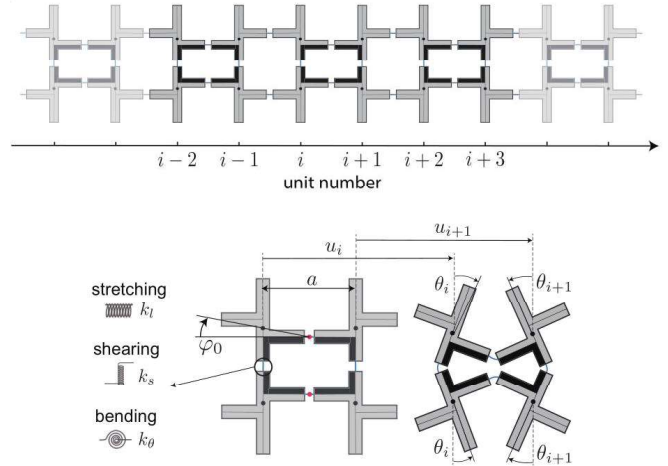 i − 2 i − 1 i i + 1 i + 2 i + 3
unit number
u_{i+1}
u_i
a θ_i θ_{i+1}
stretching
k_l
φ_0
shearing
k_s
bending
k_θ
θ_i θ_{i+1}